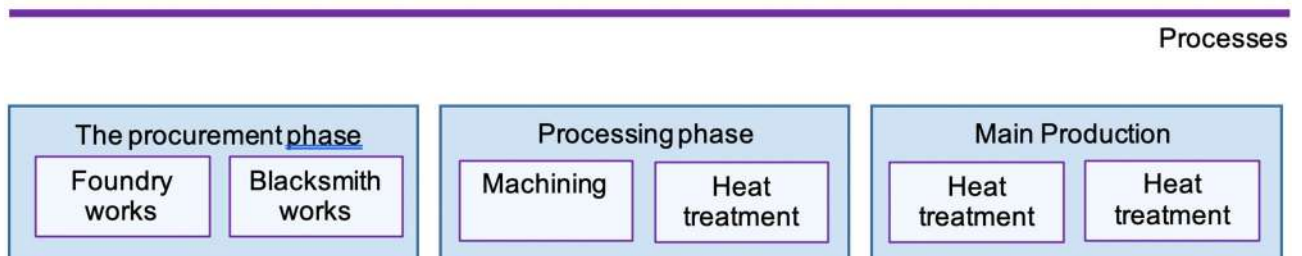 Processes
The procurement phase
Foundry
works
Blacksmith
works
Processing phase
Machining
Heat
treatment
Main Production
Heat
treatment
Heat
treatment